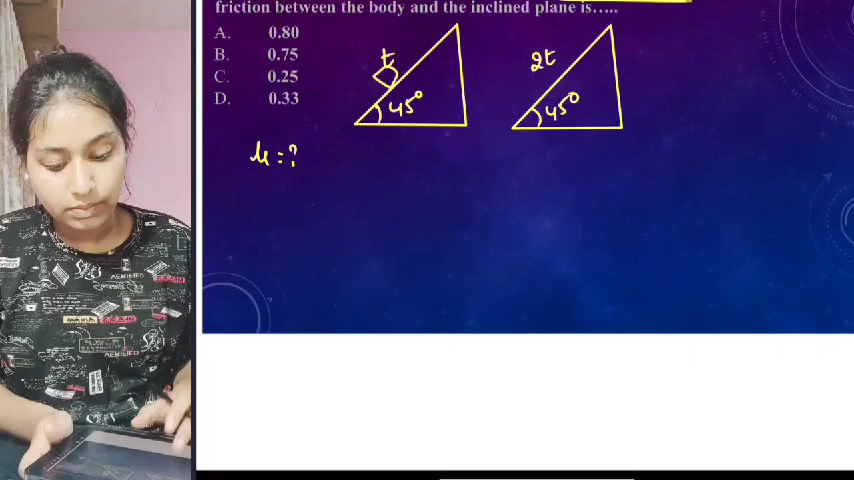 friction between the body and the inclined plane is.....
A. 0.80
B. 0.75
C. 0.25
D. 0.33
t
45°
2t
45°
μ = ?